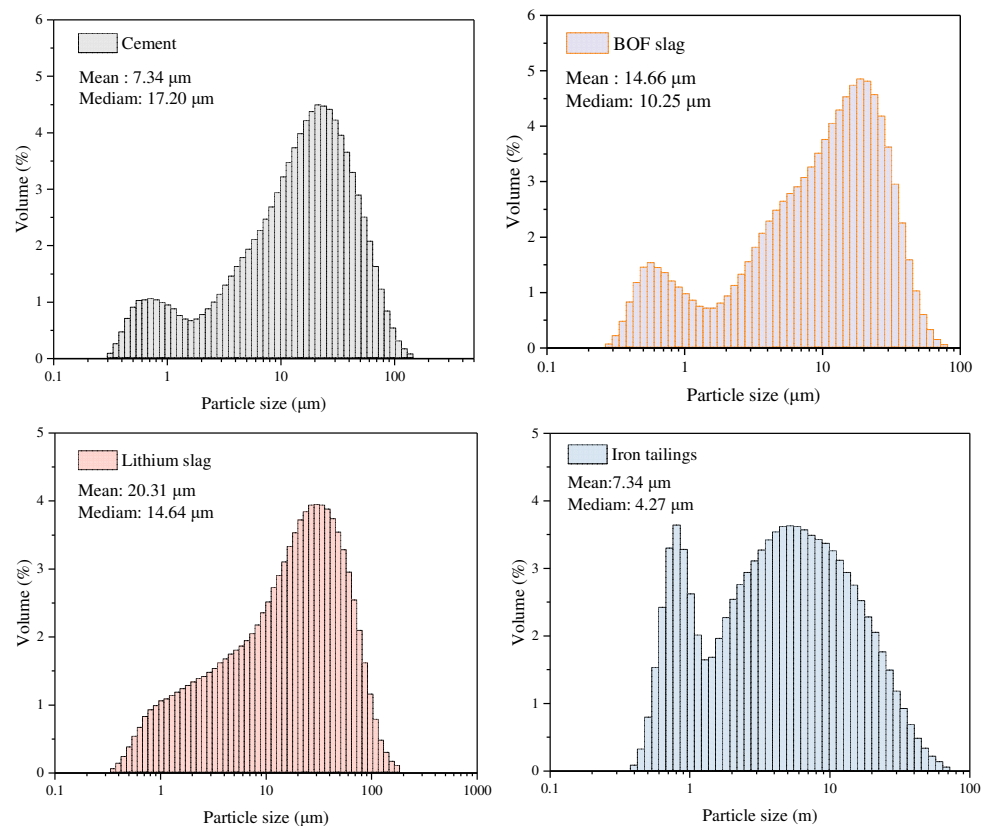 Cement
Mean : 7.34 μm
Mediam: 17.20 μm
Volume (%)
6
5
4
3
2
1
0
0.1 1 10 100
Particle size (μm)
BOF slag
Mean : 14.66 μm
Mediam: 10.25 μm
Volume (%)
6
5
4
3
2
1
0
0.1 1 10 100
Particle size (μm)
Lithium slag
Mean: 20.31 μm
Mediam: 14.64 μm
Volume (%)
5
4
3
2
1
0
0.1 1 10 100 1000
Particle size (μm)
Iron tailings
Mean:7.34 μm
Mediam: 4.27 μm
Volume (%)
5
4
3
2
1
0
0.1 1 10 100
Particle size (m)